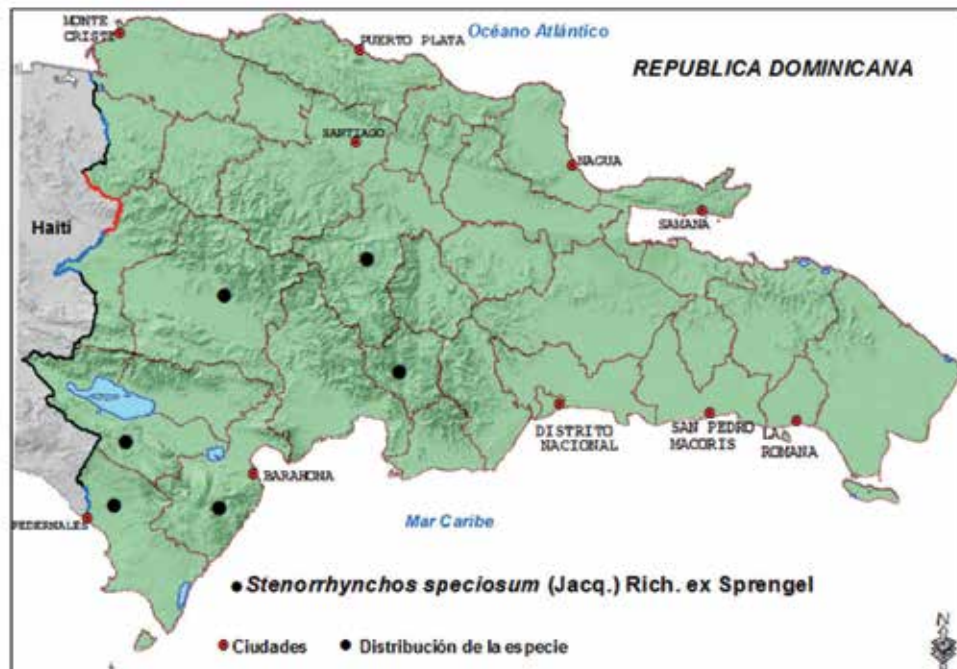 MONTE
CRISTI
PUERTO PLATA
Océano Atlántico
REPUBLICA DOMINICANA
SANTIAGO
NAGUA
SAMANA
Haití
DISTRITO
NACIONAL
SAN PEDRO
MACORIS
LA
ROMANA
BARAHONA
PEDERNALES
Mar Caribe
Stenorrhynchos speciosum (Jacq.) Rich. ex Sprengel
Ciudades
Distribución de la especie
N